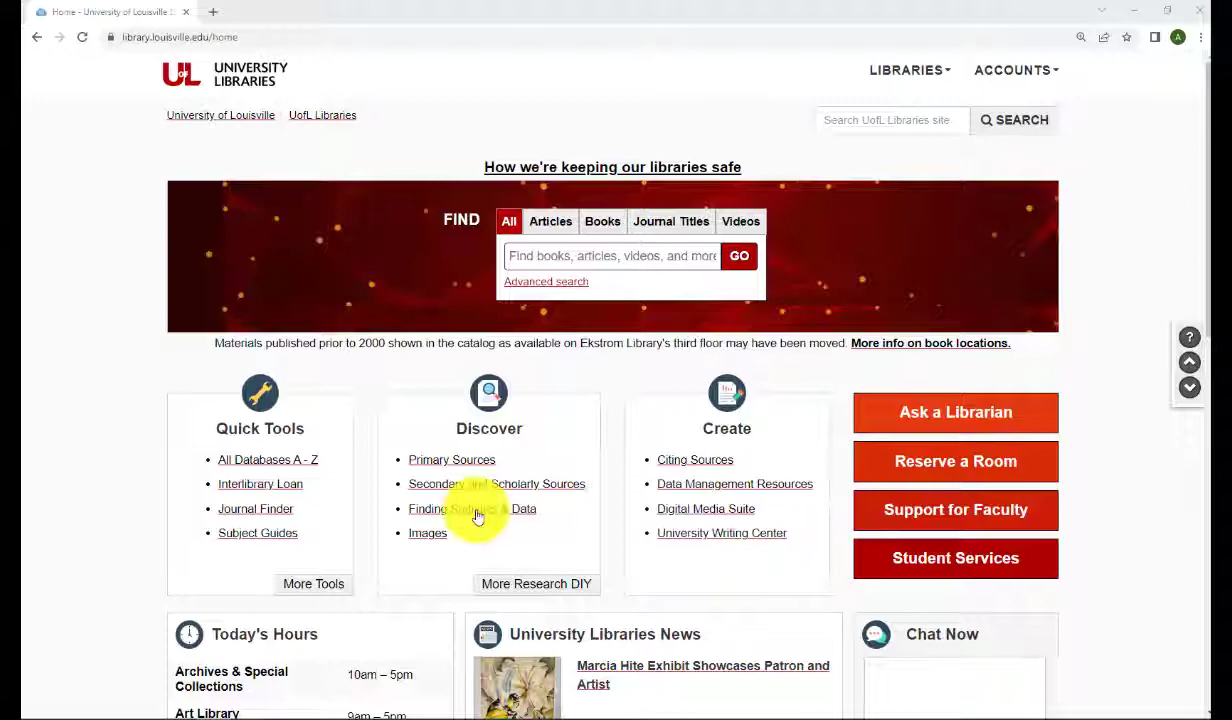 Home - University of Louisville
library.louisville.edu/home
A
UofL UNIVERSITY
LIBRARIES
LIBRARIES
ACCOUNTS
University of Louisville
UofL Libraries
Search UofL Libraries site
SEARCH
How we're keeping our libraries safe
FIND
All
Articles
Books
Journal Titles
Videos
Find books, articles, videos, and more
GO
Advanced search
Materials published prior to 2000 shown in the catalog as available on Ekstrom Library's third floor may have been moved. More info on book locations.
?
Quick Tools
• All Databases A - Z
• Interlibrary Loan
• Journal Finder
• Subject Guides
More Tools
Discover
• Primary Sources
• Secondary and Scholarly Sources
• Finding Statistics & Data
• Images
More Research DIY
Create
• Citing Sources
• Data Management Resources
• Digital Media Suite
• University Writing Center
Ask a Librarian
Reserve a Room
Support for Faculty
Student Services
Today's Hours
Archives & Special
Collections
10am – 5pm
Art Library
9am – 5pm
University Libraries News
Marcia Hite Exhibit Showcases Patron and
Artist
Chat Now